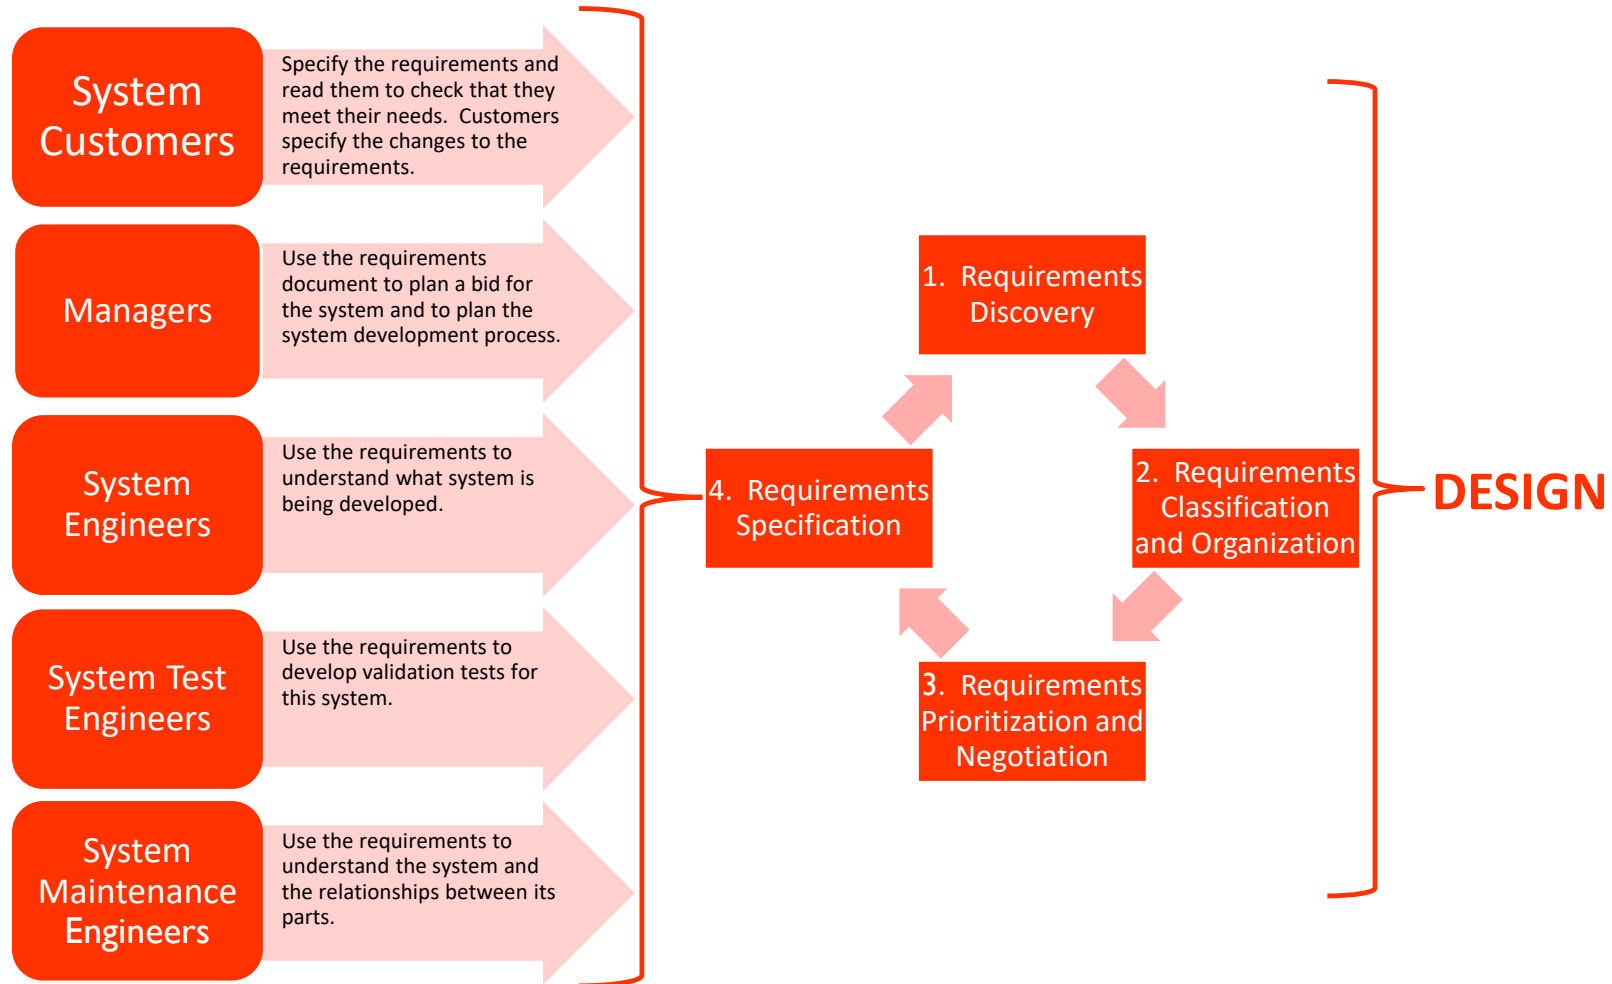 System
Customers
Specify the requirements and
read them to check that they
meet their needs.  Customers
specify the changes to the
requirements.
Managers
Use the requirements
document to plan a bid for
the system and to plan the
system development process.
System
Engineers
Use the requirements to
understand what system is
being developed.
System Test
Engineers
Use the requirements to
develop validation tests for
this system.
System
Maintenance
Engineers
Use the requirements to
understand the system and
the relationships between its
parts.
1.  Requirements
Discovery
2.  Requirements
Classification
and Organization
3.  Requirements
Prioritization and
Negotiation
4.  Requirements
Specification
DESIGN